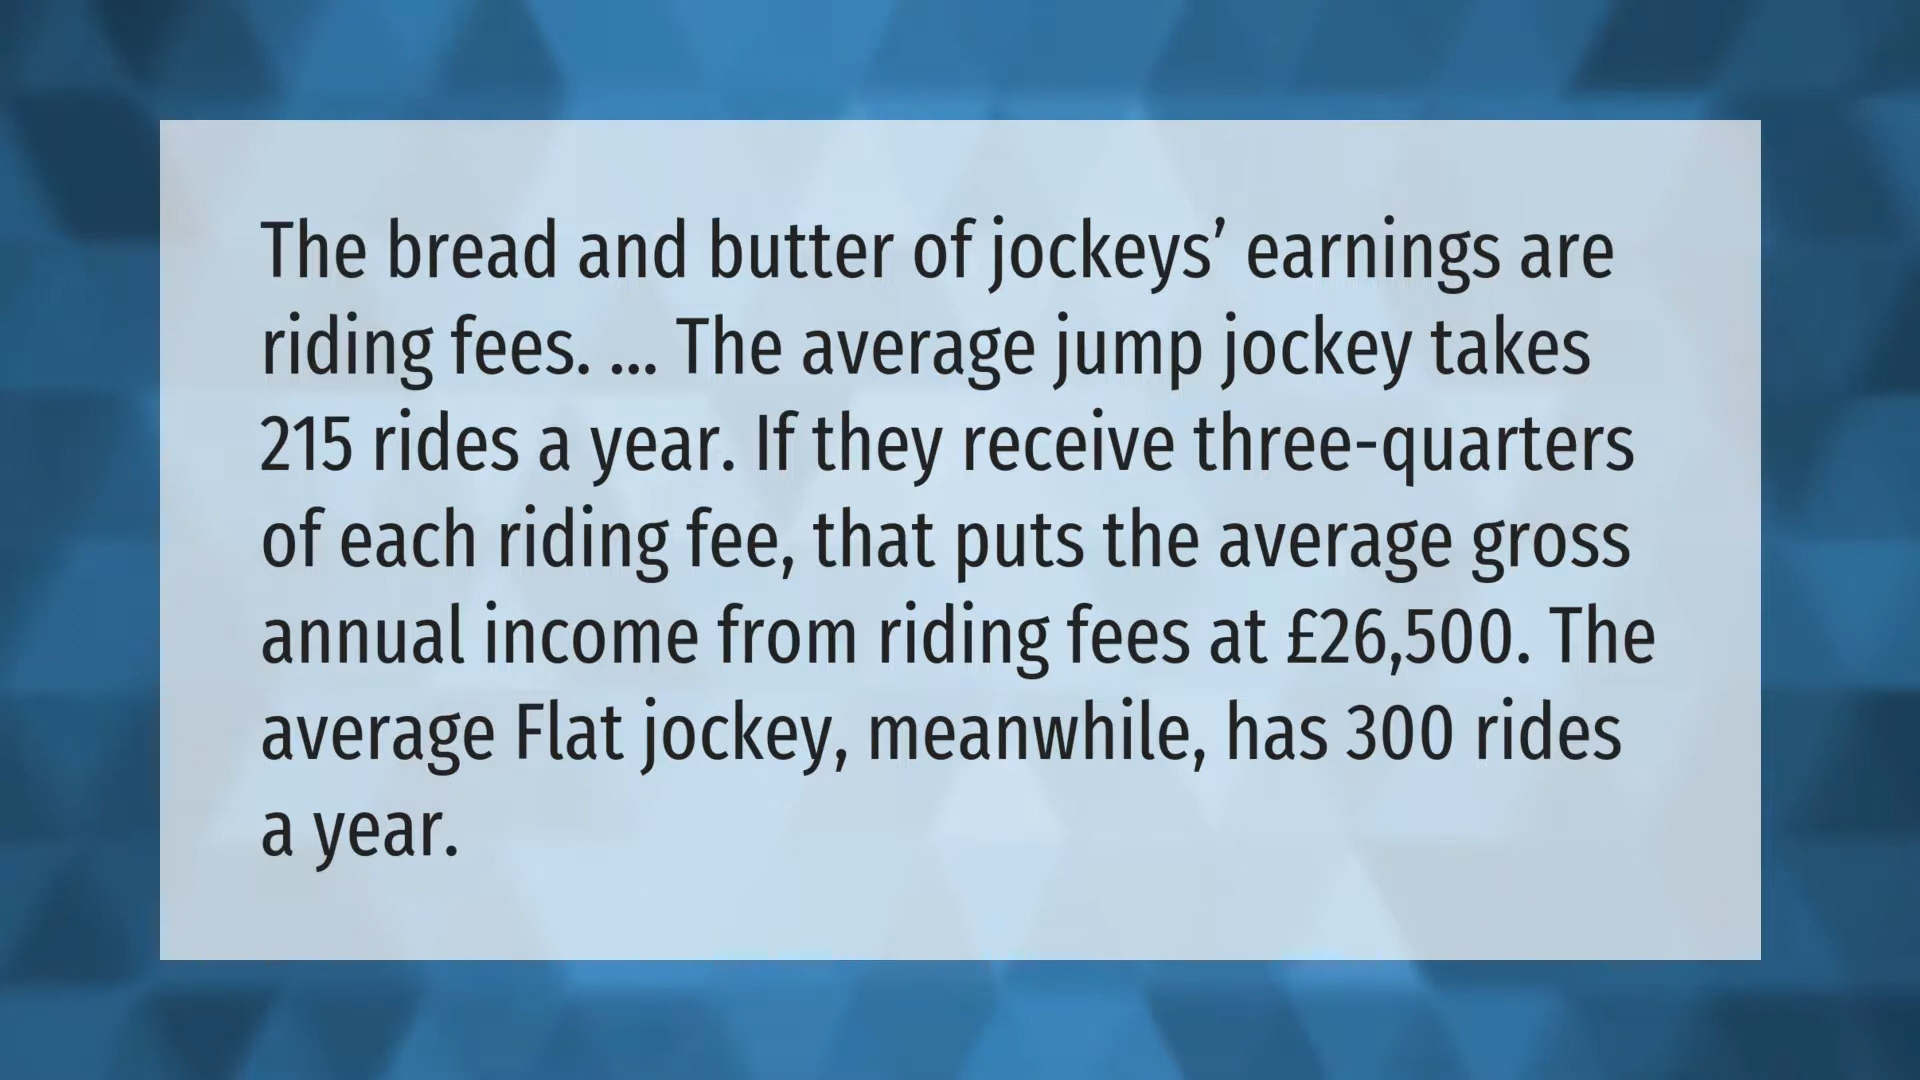 The bread and butter of jockeys’ earnings are
riding fees. ... The average jump jockey takes
215 rides a year. If they receive three-quarters
of each riding fee, that puts the average gross
annual income from riding fees at £26,500. The
average Flat jockey, meanwhile, has 300 rides
a year.